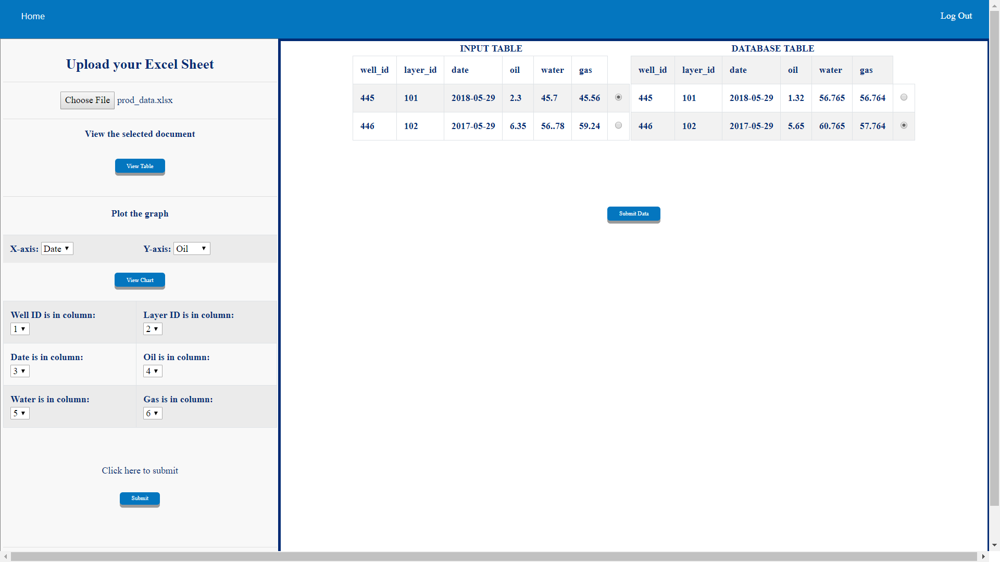 Home
Log Out
Upload your Excel Sheet
Choose File prod_data.xlsx
View the selected document
View Table
Plot the graph
X-axis: Date Y-axis: Oil
View Chart
Well ID is in column: Layer ID is in column:
1 2
Date is in column: Oil is in column:
3 4
Water is in column: Gas is in column:
5 6
Click here to submit
Submit
INPUT TABLE DATABASE TABLE
well_id layer_id date oil water gas well_id layer_id date oil water gas
445 101 2018-05-29 2.3 45.7 45.56 445 101 2018-05-29 1.32 56.765 56.764
446 102 2017-05-29 6.35 56..78 59.24 446 102 2017-05-29 5.65 60.765 57.764
Submit Data